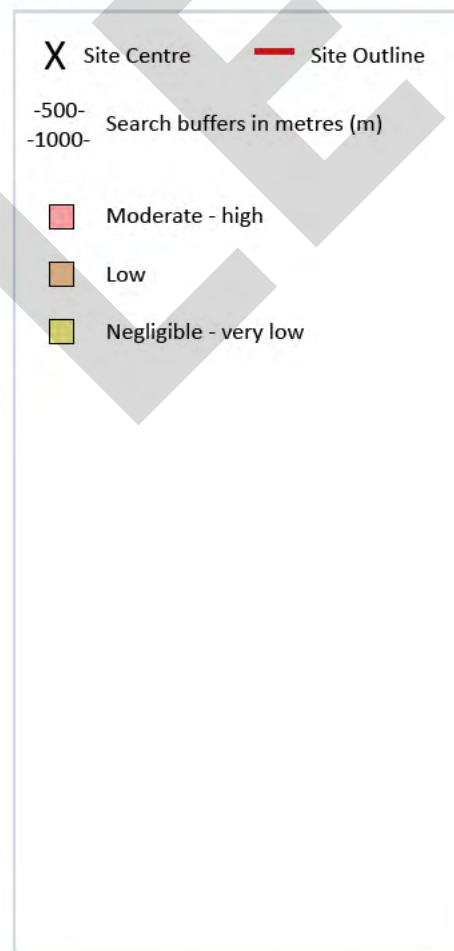 X Site Centre Site Outline
-500-
-1000- Search buffers in metres (m)
Moderate - high
Low
Negligible - very low